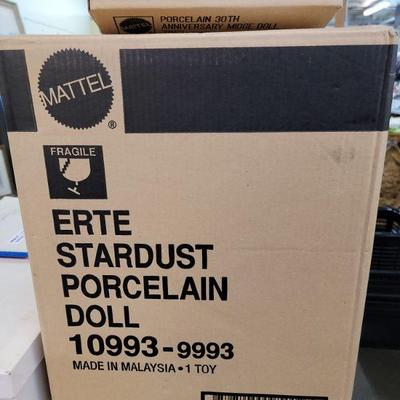 PORCELAIN 30TH
ANNIVERSARY MIDGE DOLL
MATTEL
®
FRAGILE
ERTE
STARDUST
PORCELAIN
DOLL
10993-9993
MADE IN MALAYSIA • 1 TOY